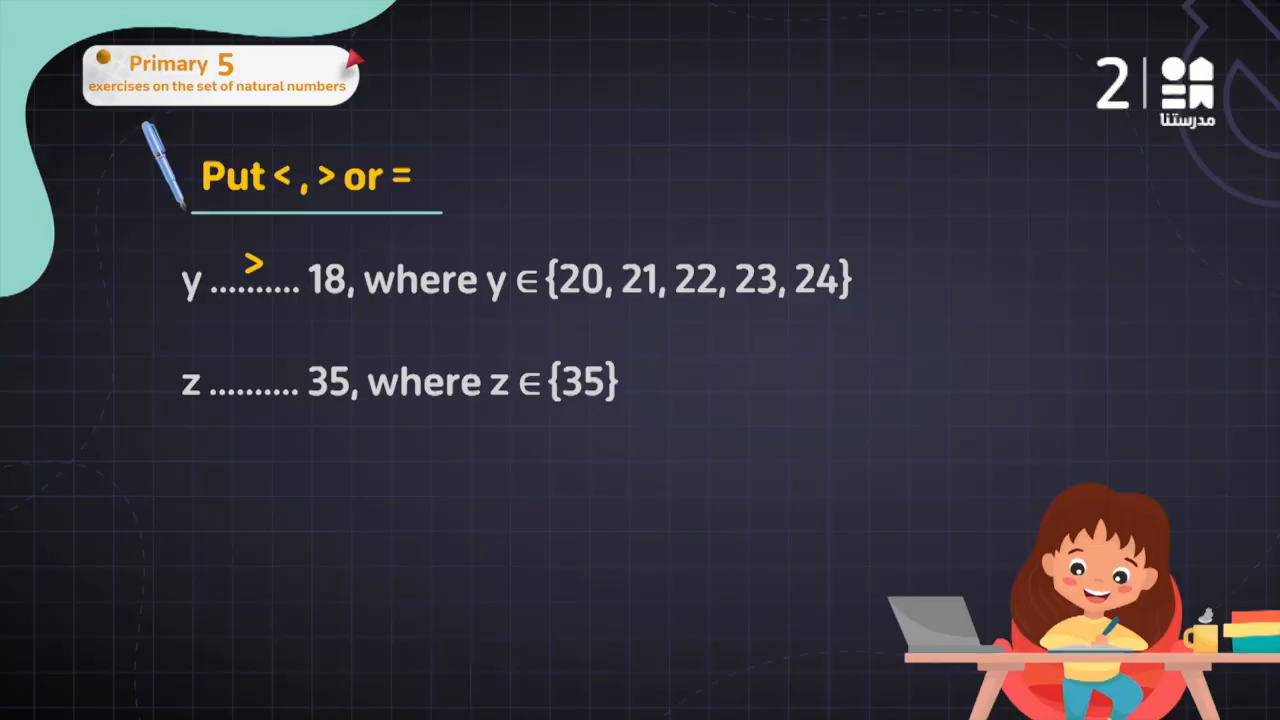 Primary 5
exercises on the set of natural numbers
2
مدرستنا
Put < , > or =
y ....>...... 18, where y ∈ {20, 21, 22, 23, 24}
z .......... 35, where z ∈ {35}